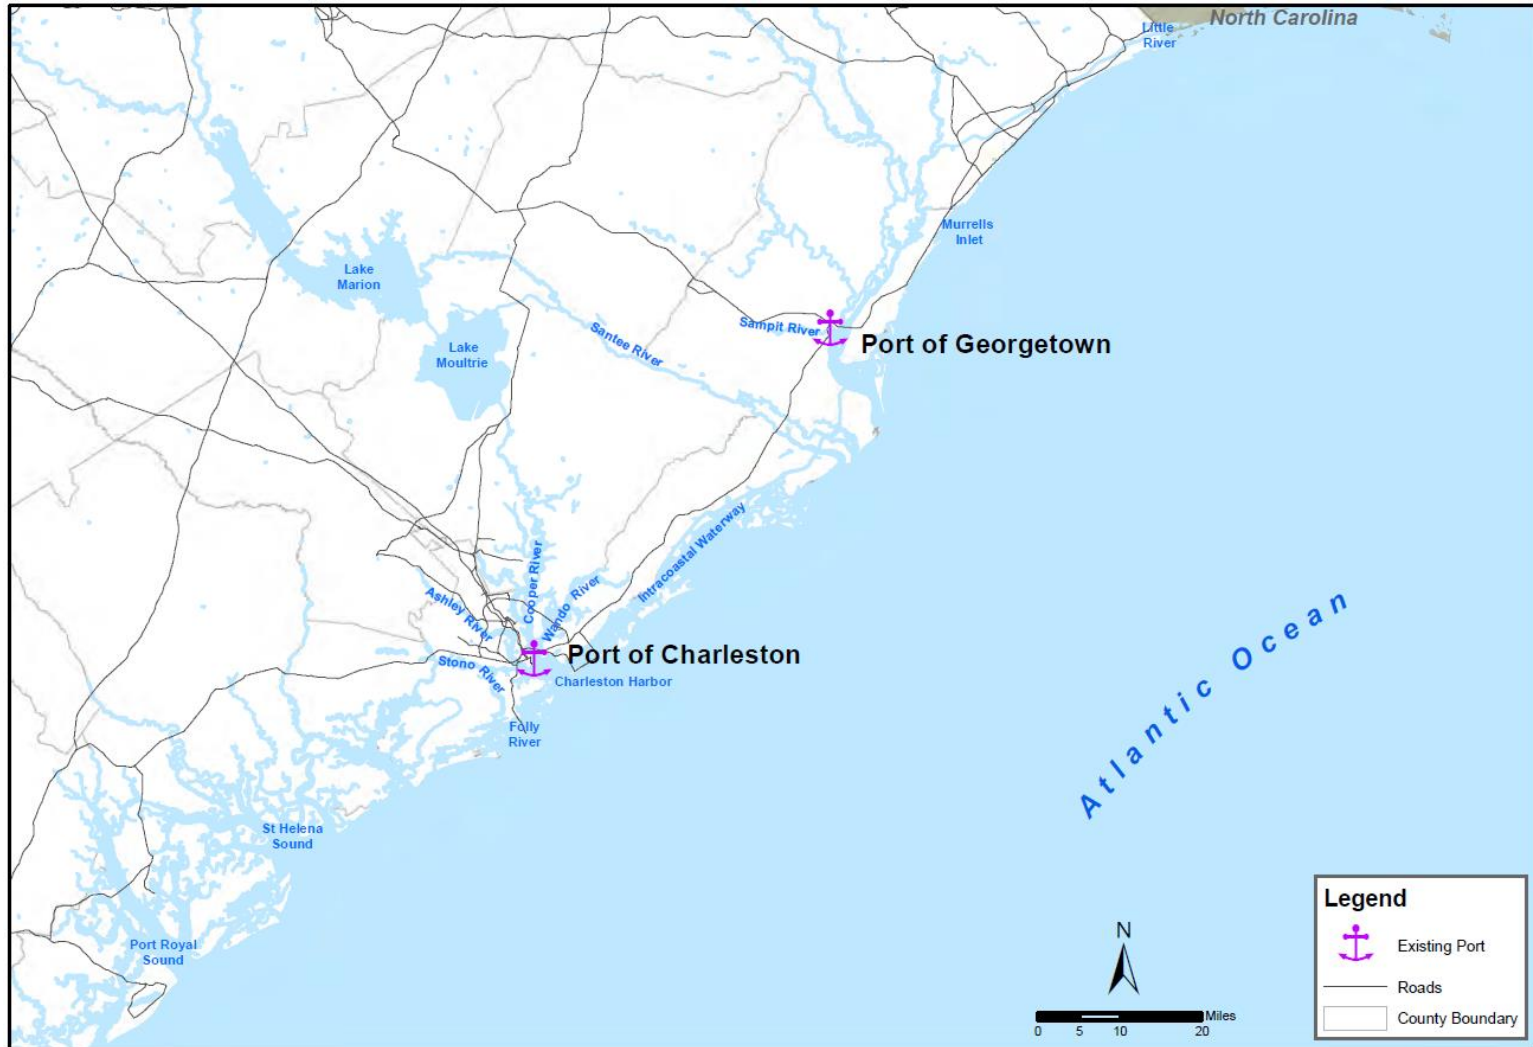 North Carolina
Little
River
Murrells
Inlet
Lake
Marion
Sampit River
Santee River
Port of Georgetown
Lake
Moultrie
Intracoastal Waterway
Cooper River
Wando River
Ashley River
Atlantic Ocean
Port of Charleston
Stono River
Charleston Harbor
Folly
River
St Helena
Sound
Port Royal
Sound
N
Miles
0 5 10 20
Legend
Existing Port
Roads
County Boundary